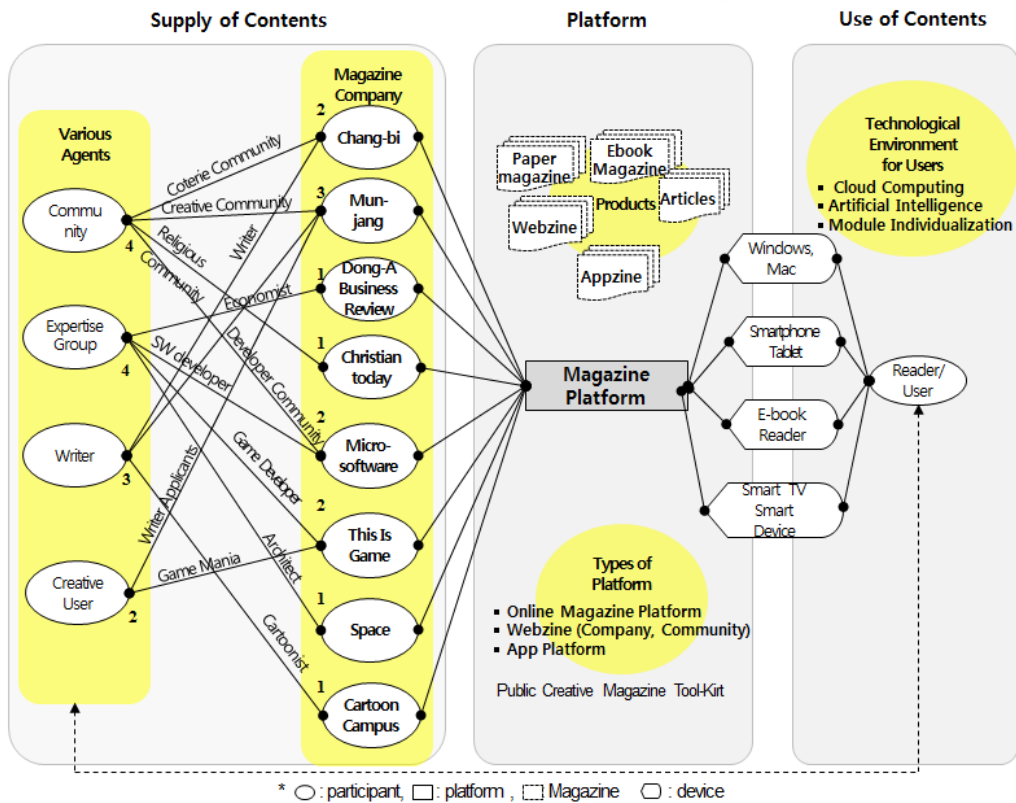 Supply of Contents
Platform
Use of Contents
Various
Agents
Commu
nity
4
Expertise
Group
4
Writer
3
Creative
User
2
Coterie Community
Creative Community
Religious
Community
Writer
Economist
SW developer
Developer Community
Game Developer
Writer Applicants
Architect
Game Mania
Cartoonist
Magazine
Company
2
Chang-bi
3
Mun-
jang
1
Dong-A
Business
Review
1
Christian
today
2
Micro-
software
2
This Is
Game
1
Space
1
Cartoon
Campus
Paper
magazine
Ebook
Magazine
Products
Articles
Webzine
Appzine
Magazine
Platform
Types of
Platform
▪ Online Magazine Platform
▪ Webzine (Company, Community)
▪ App Platform
Public Creative Magazine Tool-Kirt
Technological
Environment
for Users
▪ Cloud Computing
▪ Artificial Intelligence
▪ Module Individualization
Windows,
Mac
Smartphone
Tablet
E-book
Reader
Smart TV
Smart
Device
Reader/
User
* : participant, : platform , : Magazine : device